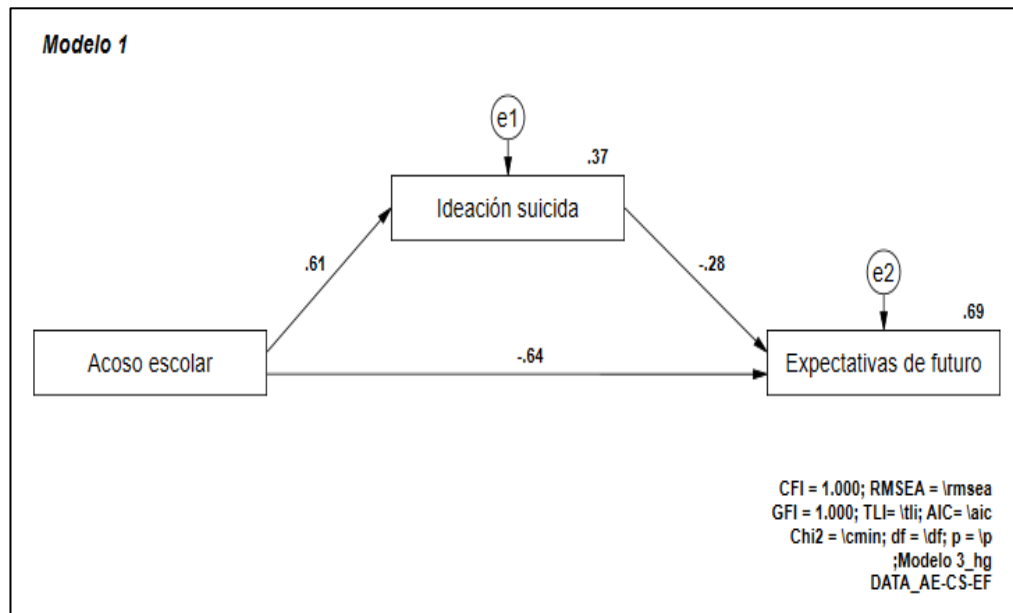 Modelo 1
e1
.37
Ideación suicida
.61
-.28
e2
.69
Acoso escolar
-.64
Expectativas de futuro
CFI = 1.000; RMSEA = \rmsea
GFI = 1.000; TLI= \tli; AIC= \aic
Chi2 = \cmin; df = \df; p = \p
;Modelo 3_hg
DATA_AE-CS-EF